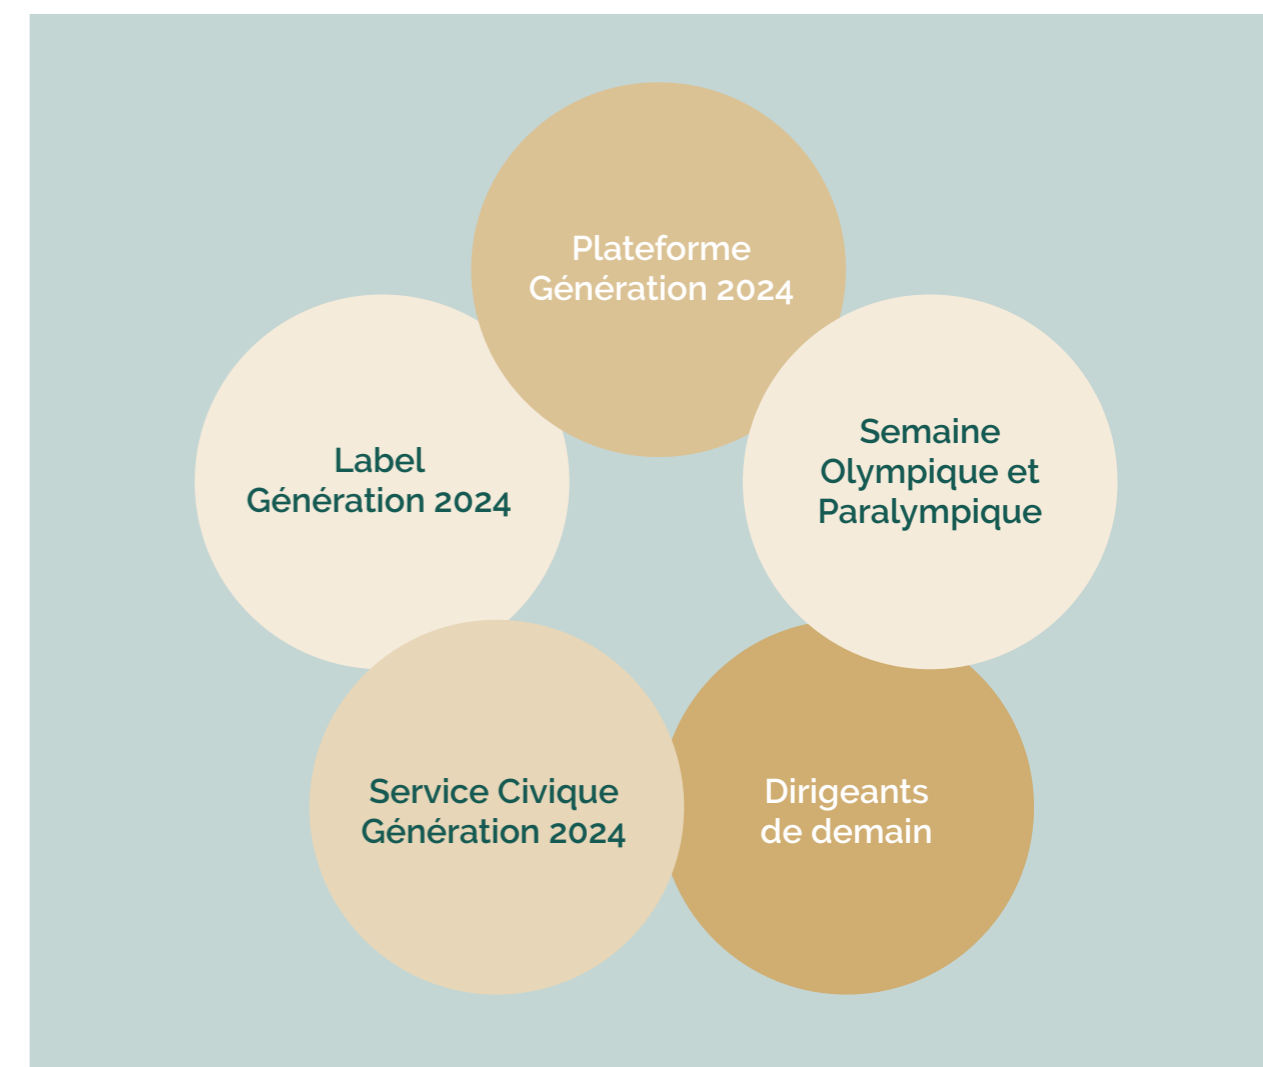 Plateforme
Génération 2024
Label
Génération 2024
Semaine
Olympique et
Paralympique
Service Civique
Génération 2024
Dirigeants
de demain